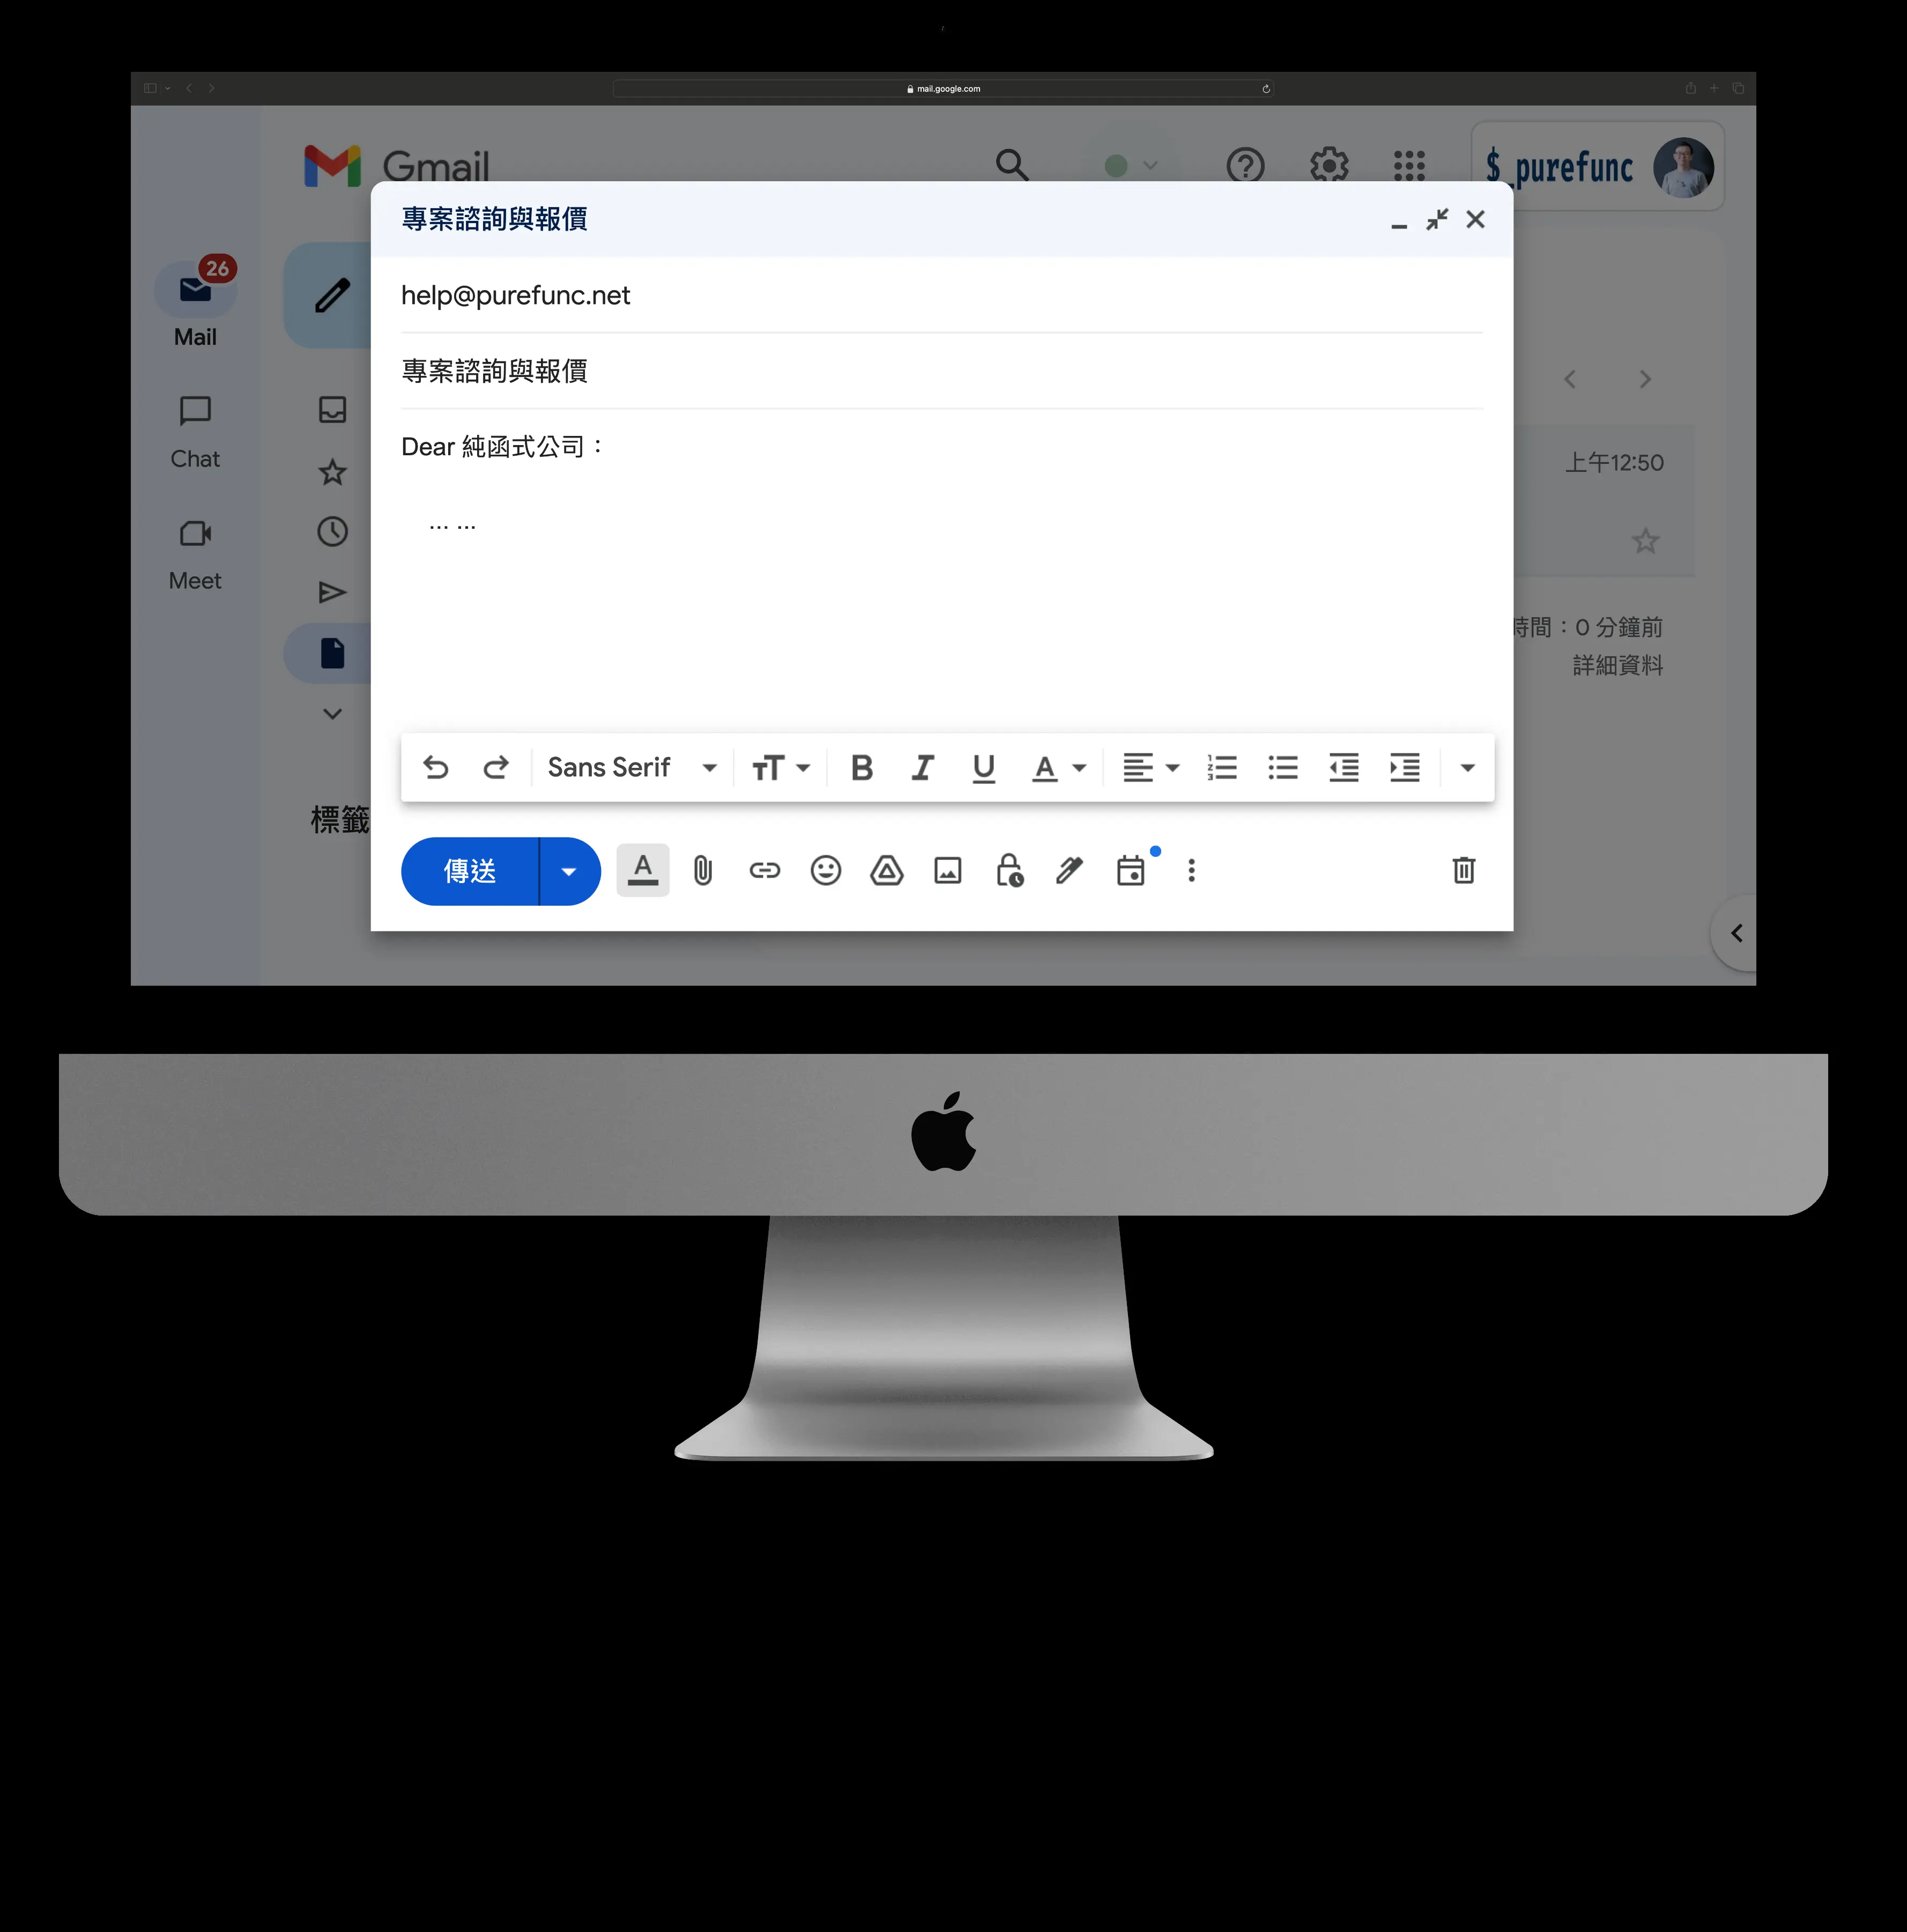 mail.google.com
Gmail
$_purefunc
專案諮詢與報價
26
Mail
help@purefunc.net
專案諮詢與報價
Chat
Dear 純函式公司：
上午12:50
... ...
Meet
時間：0 分鐘前
詳細資料
Sans Serif
標籤
傳送